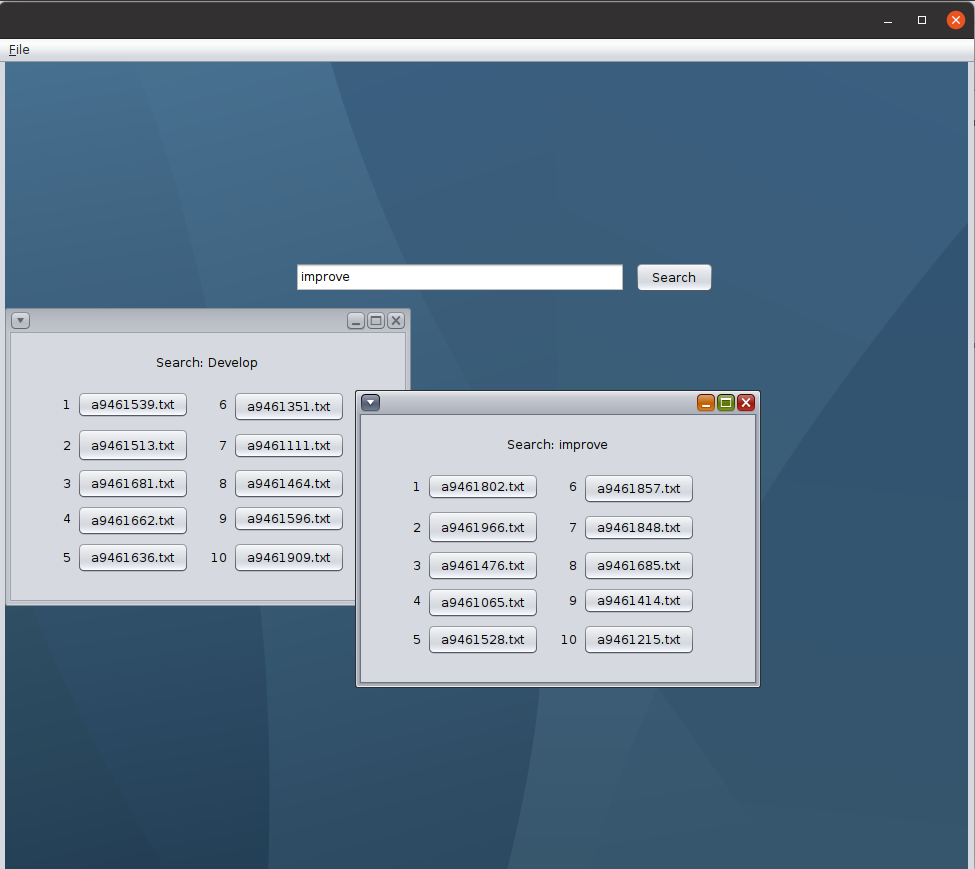 File
improve Search
Search: Develop
1 a9461539.txt 6 a9461351.txt
2 a9461513.txt 7 a9461111.txt
3 a9461681.txt 8 a9461464.txt
4 a9461662.txt 9 a9461596.txt
5 a9461636.txt 10 a9461909.txt
Search: improve
1 a9461802.txt 6 a9461857.txt
2 a9461966.txt 7 a9461848.txt
3 a9461476.txt 8 a9461685.txt
4 a9461065.txt 9 a9461414.txt
5 a9461528.txt 10 a9461215.txt